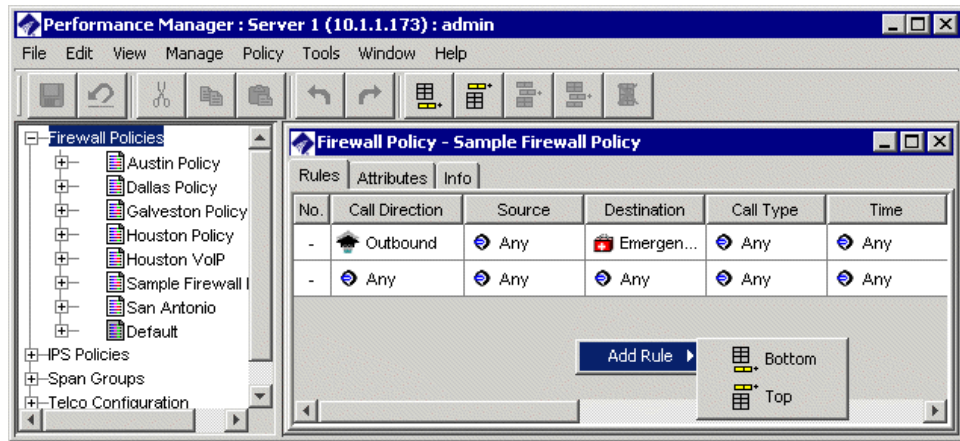 Performance Manager : Server 1 (10.1.1.173) : admin
File Edit View Manage Policy Tools Window Help
Firewall Policies
Austin Policy
Dallas Policy
Galveston Policy
Houston Policy
Houston VoIP
Sample Firewall
San Antonio
Default
IPS Policies
Span Groups
Telco Configuration
Firewall Policy - Sample Firewall Policy
Rules Attributes Info
No. Call Direction Source Destination Call Type Time
- Outbound Any Emergen... Any Any
- Any Any Any Any Any
Add Rule
Bottom
Top